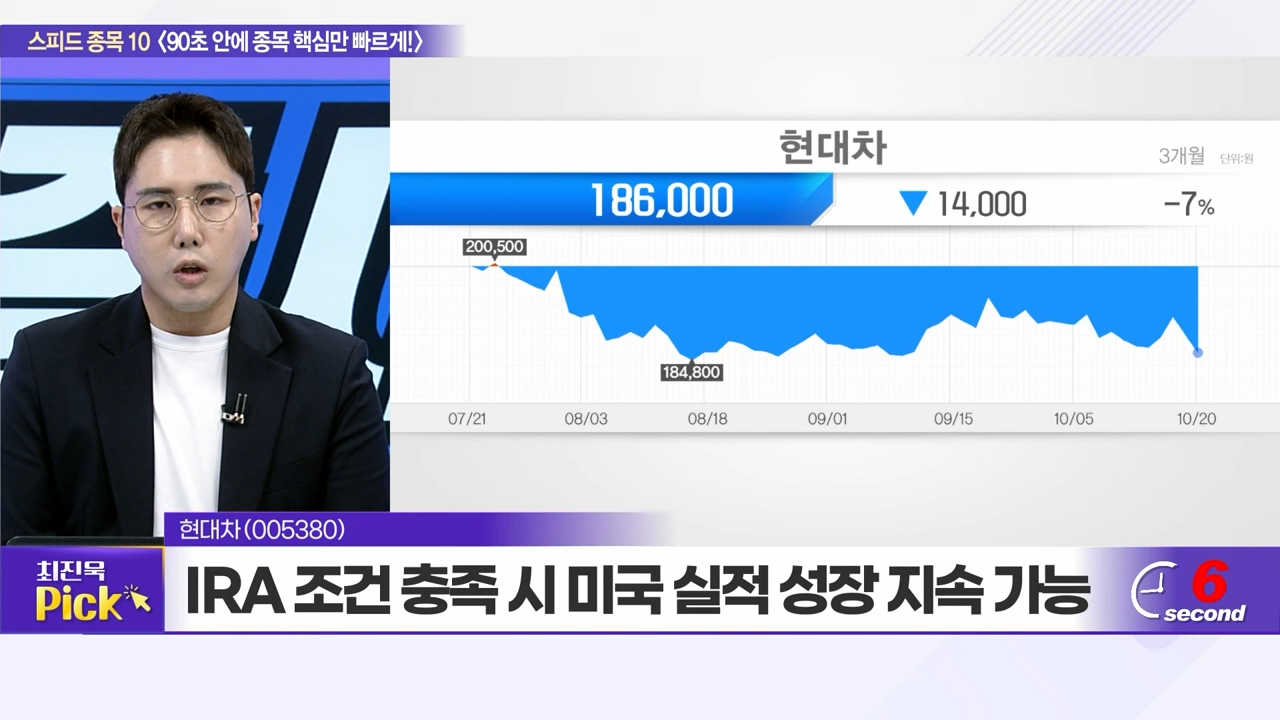 스피드 종목 10 〈90초 안에 종목 핵심만 빠르게!〉
현대차
3개월 단위:원
186,000 ▼ 14,000 -7%
200,500
184,800
07/21 08/03 08/18 09/01 09/15 10/05 10/20
현대차(005380)
최진욱
Pick
IRA 조건 충족 시 미국 실적 성장 지속 가능
6
second